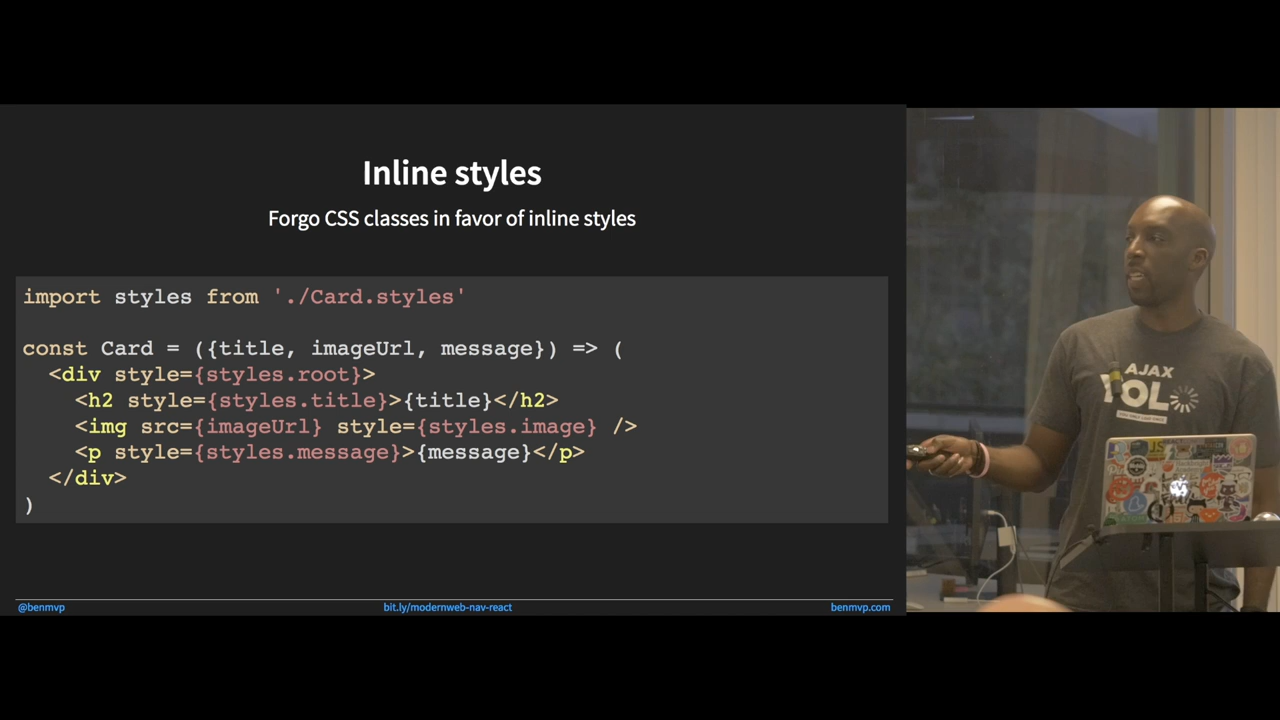 Inline styles
Forgo CSS classes in favor of inline styles
import styles from './Card.styles'
const Card = ({title, imageUrl, message}) => (
<div style={styles.root}>
<h2 style={styles.title}>{title}</h2>
<img src={imageUrl} style={styles.image} />
<p style={styles.message}>{message}</p>
</div>
)
@benmvp
bit.ly/modernweb-nav-react
benmvp.com
AJAX
YOLO
JS